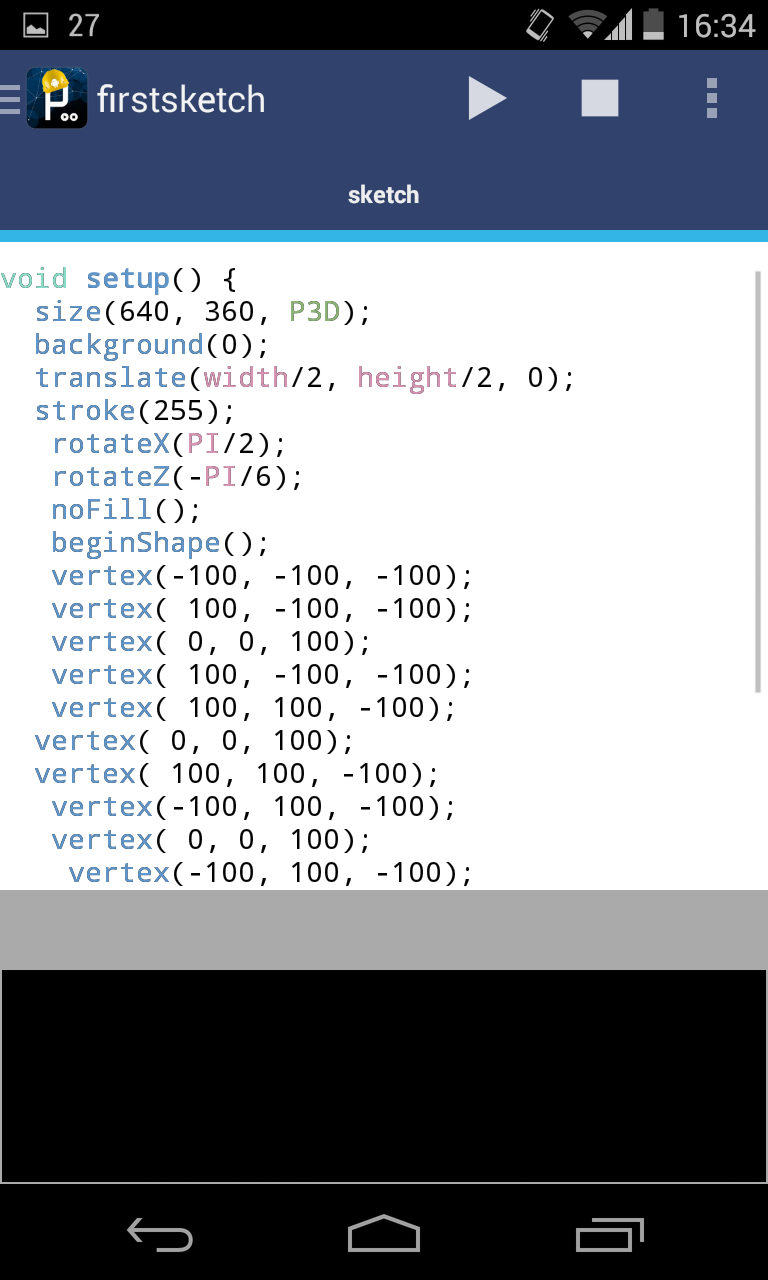 27 16:34
P
firstsketch
sketch
void setup() {
  size(640, 360, P3D);
  background(0);
  translate(width/2, height/2, 0);
  stroke(255);
   rotateX(PI/2);
   rotateZ(-PI/6);
   noFill();
   beginShape();
   vertex(-100, -100, -100);
   vertex( 100, -100, -100);
   vertex( 0, 0, 100);
   vertex( 100, -100, -100);
   vertex( 100, 100, -100);
  vertex( 0, 0, 100);
  vertex( 100, 100, -100);
   vertex(-100, 100, -100);
   vertex( 0, 0, 100);
    vertex(-100, 100, -100);